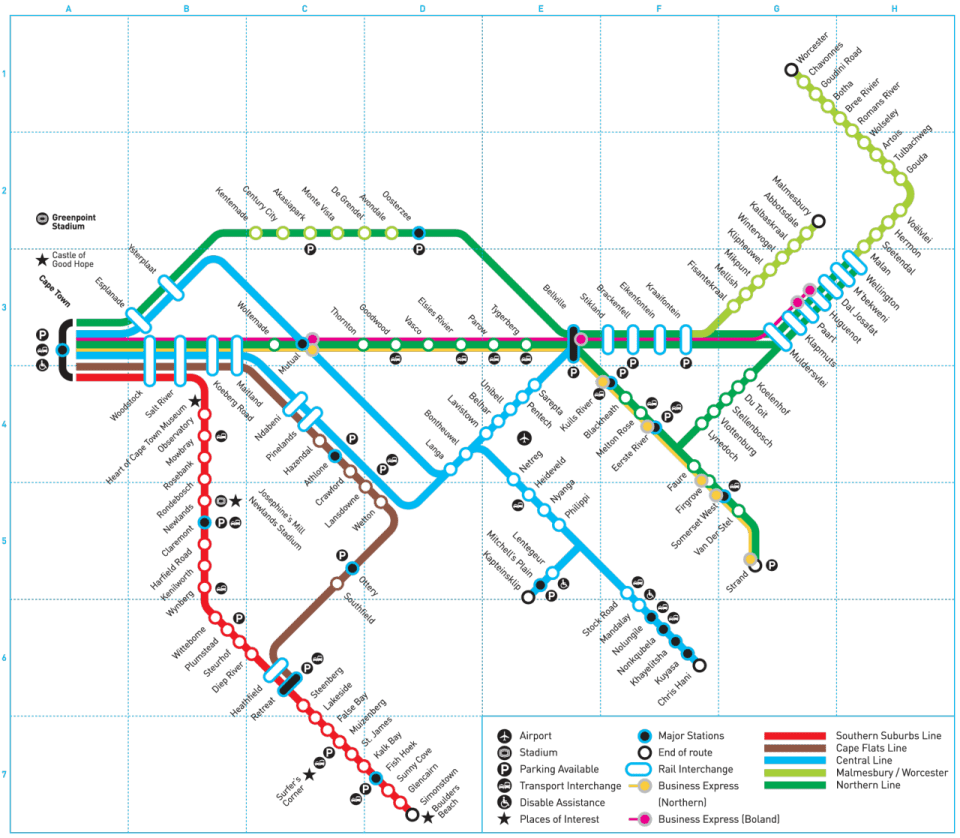 A B C D E F G H
1
2
3
4
5
6
7
Greenpoint
Stadium
Castle of
Good Hope
Cape Town
Esplanade
Ysterplaat
Kentemade
Century City
Akasiapark
Monte Vista
De Grendel
Avondale
Oosterzee
Woltemade
Mutual
Thornton
Goodwood
Vasco
Elsies River
Parow
Tygerberg
Bellville
Stikland
Brackenfell
Eikenfontein
Kraaifontein
Fisantekraal
Mellish
Mikpunt
Klipheuwel
Wintervogel
Kalbaskraal
Abbotsdale
Malmesbury
Worcester
Chavonnes
Goudini Road
Botha
Bree Rivier
Romans River
Wolseley
Artois
Tulbachweg
Gouda
Voëlvlei
Hermon
Soetendal
Malan
Wellington
M'bekweni
Dal Josafat
Huguenot
Paarl
Klapmuts
Muldersvlei
Koelenhof
Du Toit
Stellenbosch
Vlottenburg
Lynedoch
Woodstock
Salt River
Koeberg Road
Maitland
Ndabeni
Pinelands
Hazendal
Athlone
Crawford
Lansdowne
Wetton
Ottery
Southfield
Heart of Cape Town Museum
Observatory
Mowbray
Rosebank
Rondebosch
Newlands
Josephine's Mill
Newlands Stadium
Claremont
Harfield Road
Kenilworth
Wynberg
Wittebome
Plumstead
Steurhof
Diep River
Heathfield
Retreat
Steenberg
Lakeside
False Bay
Muizenberg
St. James
Kalk Bay
Fish Hoek
Sunny Cove
Glencairn
Simonstown
Boulders
Beach
Surfer's
Corner
Langa
Bontheuwel
Lavistown
Belhar
Unibell
Pentech
Sarepta
Netreg
Heideveld
Nyanga
Philippi
Lentegeur
Mitchell's Plain
Kapteinsklip
Stock Road
Mandalay
Nolungile
Nonkqubela
Khayelitsha
Kuyasa
Chris Hani
Kuils River
Blackheath
Melton Rose
Eerste River
Faure
Firgrove
Somerset West
Van Der Stel
Strand
Airport
Stadium
Parking Available
Transport Interchange
Disable Assistance
Places of Interest
Major Stations
End of route
Rail Interchange
Business Express
(Northern)
Business Express (Boland)
Southern Suburbs Line
Cape Flats Line
Central Line
Malmesbury / Worcester
Northern Line